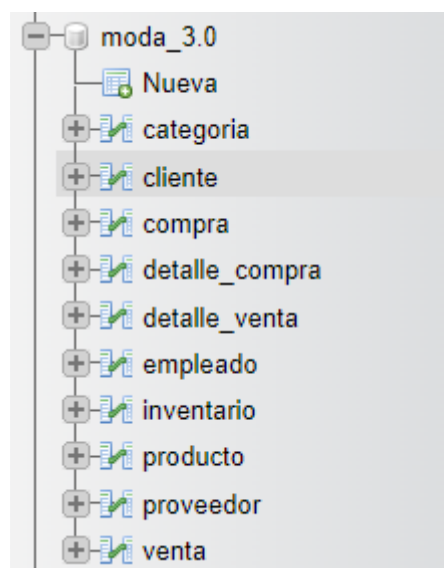 moda_3.0
Nueva
categoria
cliente
compra
detalle_compra
detalle_venta
empleado
inventario
producto
proveedor
venta